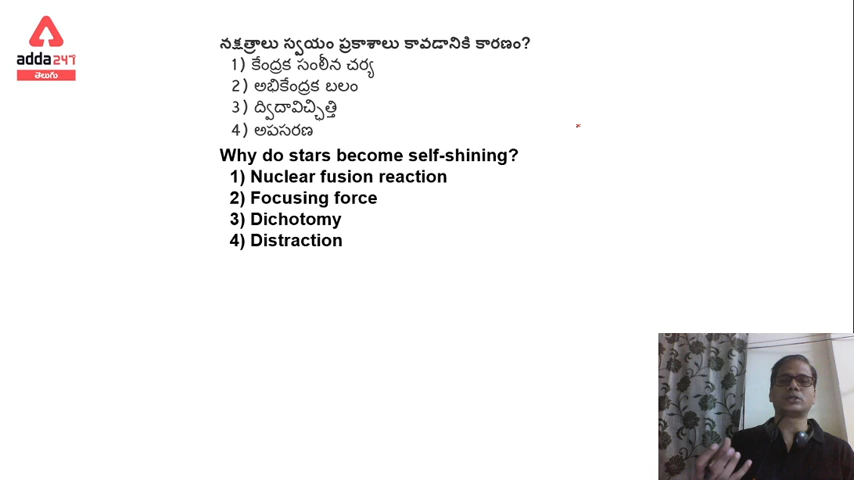 adda247
తెలుగు
నక్షత్రాలు స్వయం ప్రకాశాలు కావడానికి కారణం?
1) కేంద్రక సంలీన చర్య
2) అభికేంద్రక బలం
3) ద్విదావిచ్ఛిత్తి
4) అపసరణ
Why do stars become self-shining?
1) Nuclear fusion reaction
2) Focusing force
3) Dichotomy
4) Distraction